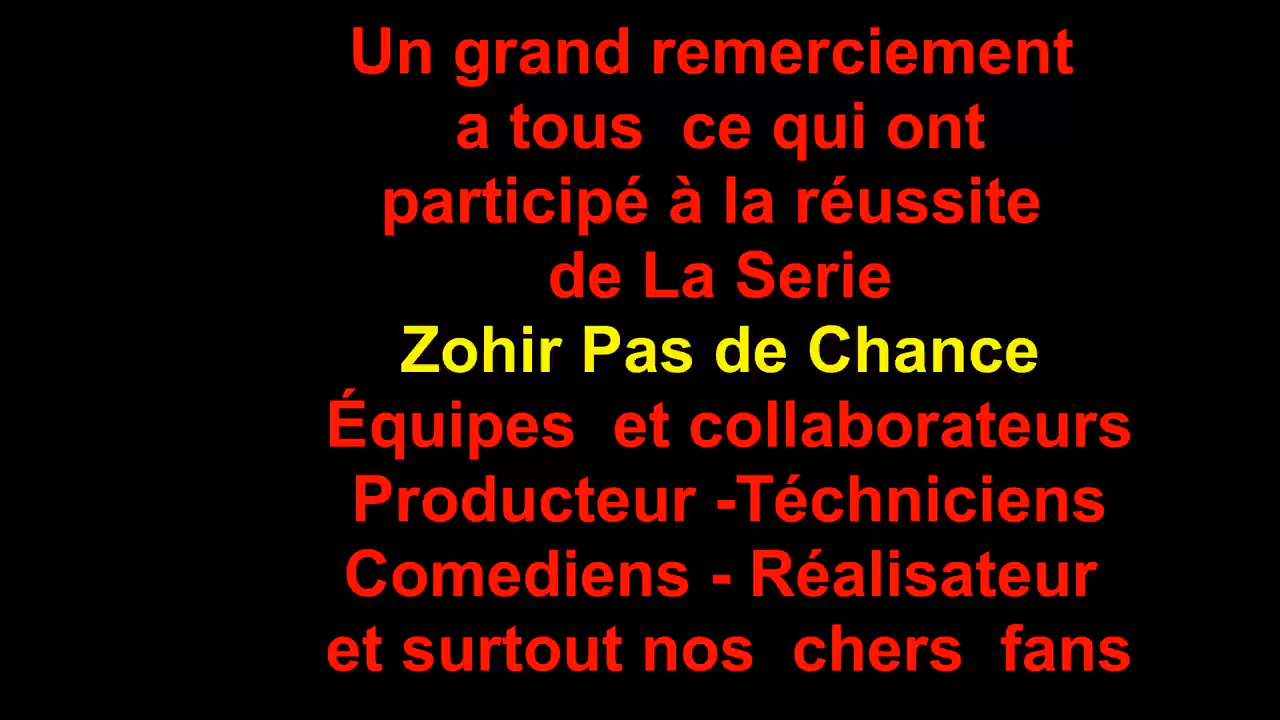 Un grand remerciement
a tous ce qui ont
participé à la réussite
de La Serie
Zohir Pas de Chance
Équipes et collaborateurs
Producteur -Téchniciens
Comediens - Réalisateur
et surtout nos chers fans